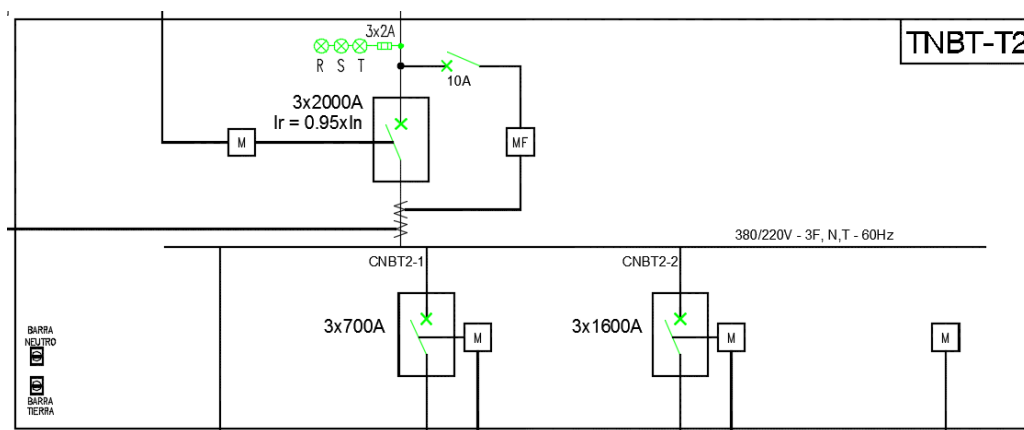 TNBT-T2
3x2A
R S T
10A
3x2000A
Ir = 0.95xIn
M
MF
380/220V - 3F, N,T - 60Hz
CNBT2-1
CNBT2-2
3x700A
M
3x1600A
M
M
BARRA
NEUTRO
BARRA
TIERRA